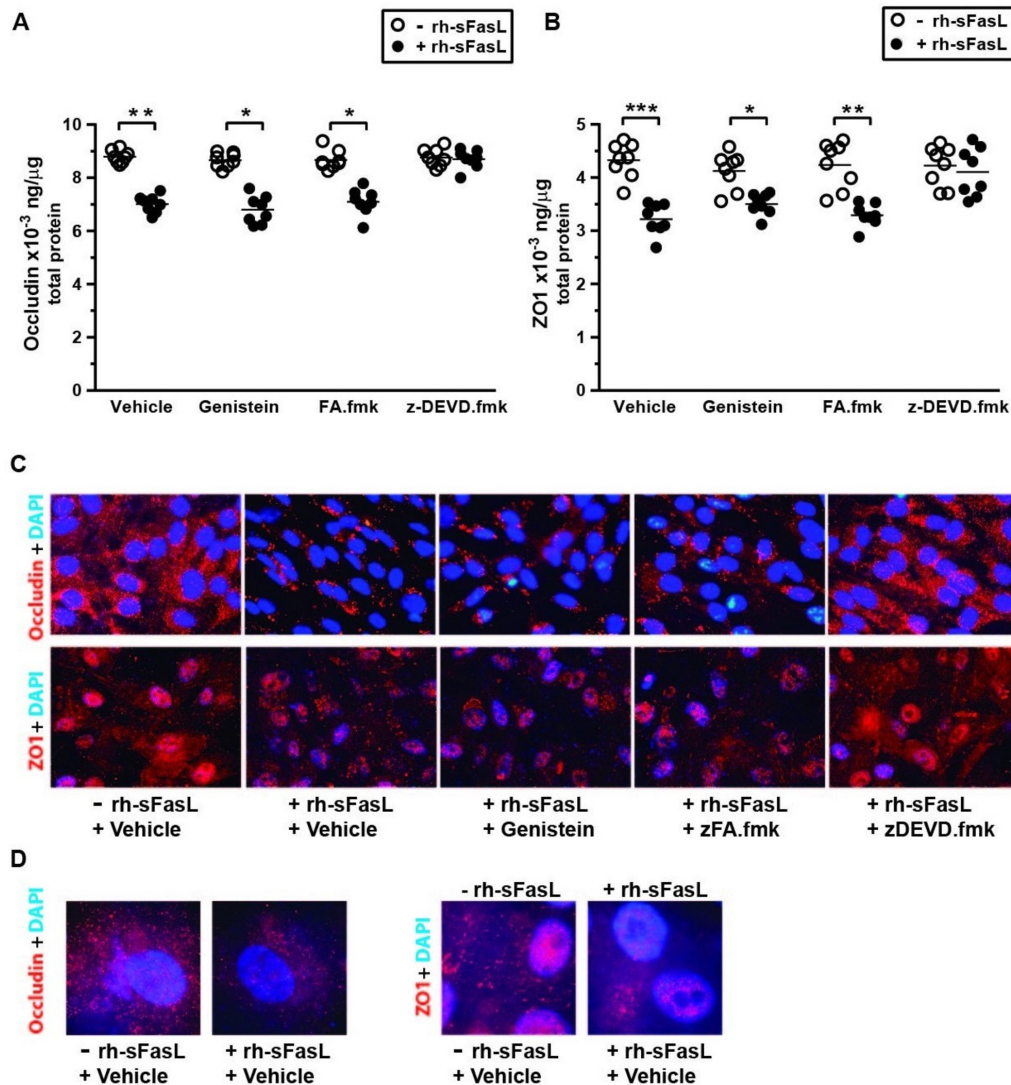 A
○ - rh-sFasL
● + rh-sFasL
Occludin x10-3 ng/µg
total protein
10
8
6
4
2
0
** * *
Vehicle Genistein FA.fmk z-DEVD.fmk
B
○ - rh-sFasL
● + rh-sFasL
ZO1 x10-3 ng/µg
total protein
5
4
3
2
1
0
*** * **
Vehicle Genistein FA.fmk z-DEVD.fmk
C
Occludin + DAPI
ZO1 + DAPI
- rh-sFasL + rh-sFasL + rh-sFasL + rh-sFasL + rh-sFasL
+ Vehicle + Vehicle + Genistein + zFA.fmk + zDEVD.fmk
D
Occludin + DAPI
- rh-sFasL + rh-sFasL
+ Vehicle + Vehicle
- rh-sFasL + rh-sFasL
ZO1 + DAPI
- rh-sFasL + rh-sFasL
+ Vehicle + Vehicle